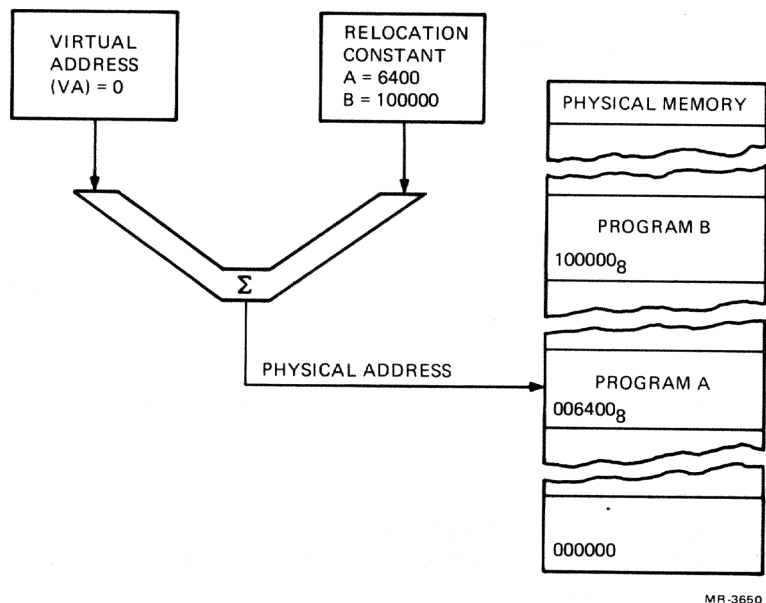 VIRTUAL
ADDRESS
(VA) = 0
RELOCATION
CONSTANT
A = 6400
B = 100000
PHYSICAL MEMORY
PROGRAM B
100000₈
Σ
PHYSICAL ADDRESS
PROGRAM A
006400₈
000000
MR-3650